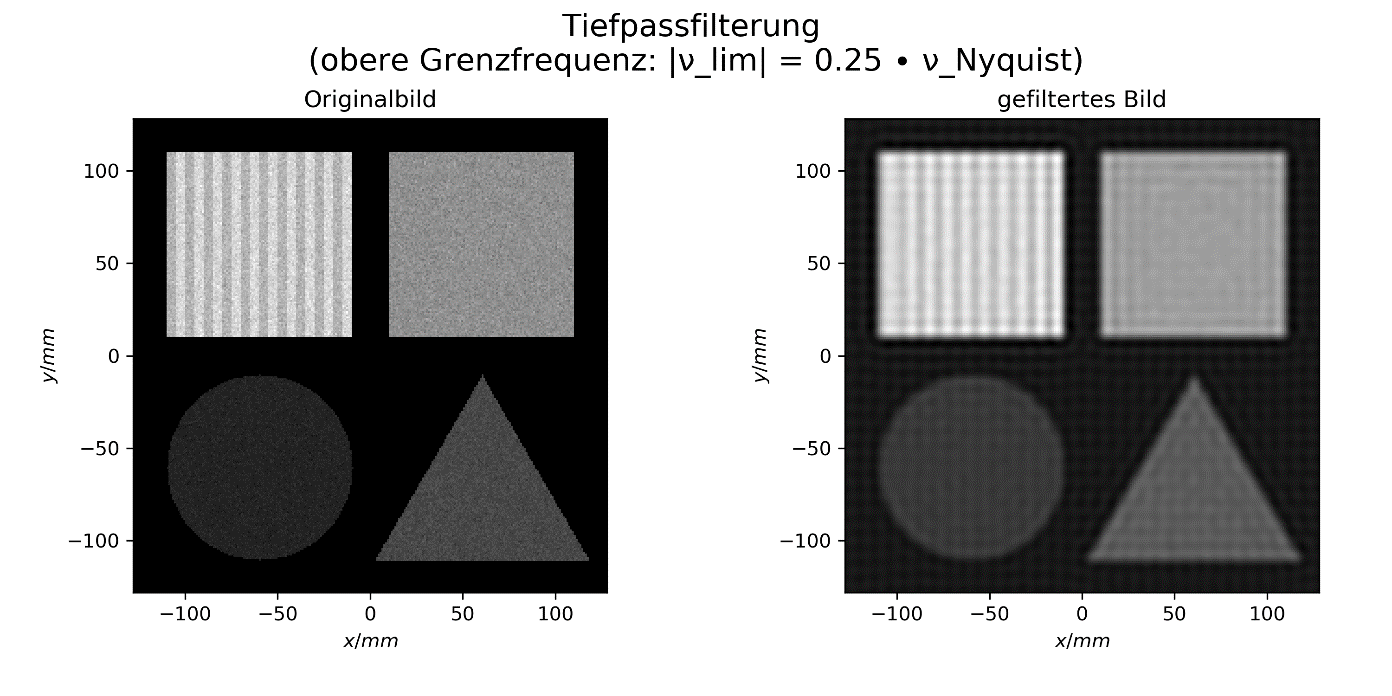 Tiefpassfilterung
(obere Grenzfrequenz: |ν_lim| = 0.25 • ν_Nyquist)
Originalbild
100
50
0
−50
−100
y/mm
−100 −50 0 50 100
x/mm
gefiltertes Bild
100
50
0
−50
−100
y/mm
−100 −50 0 50 100
x/mm